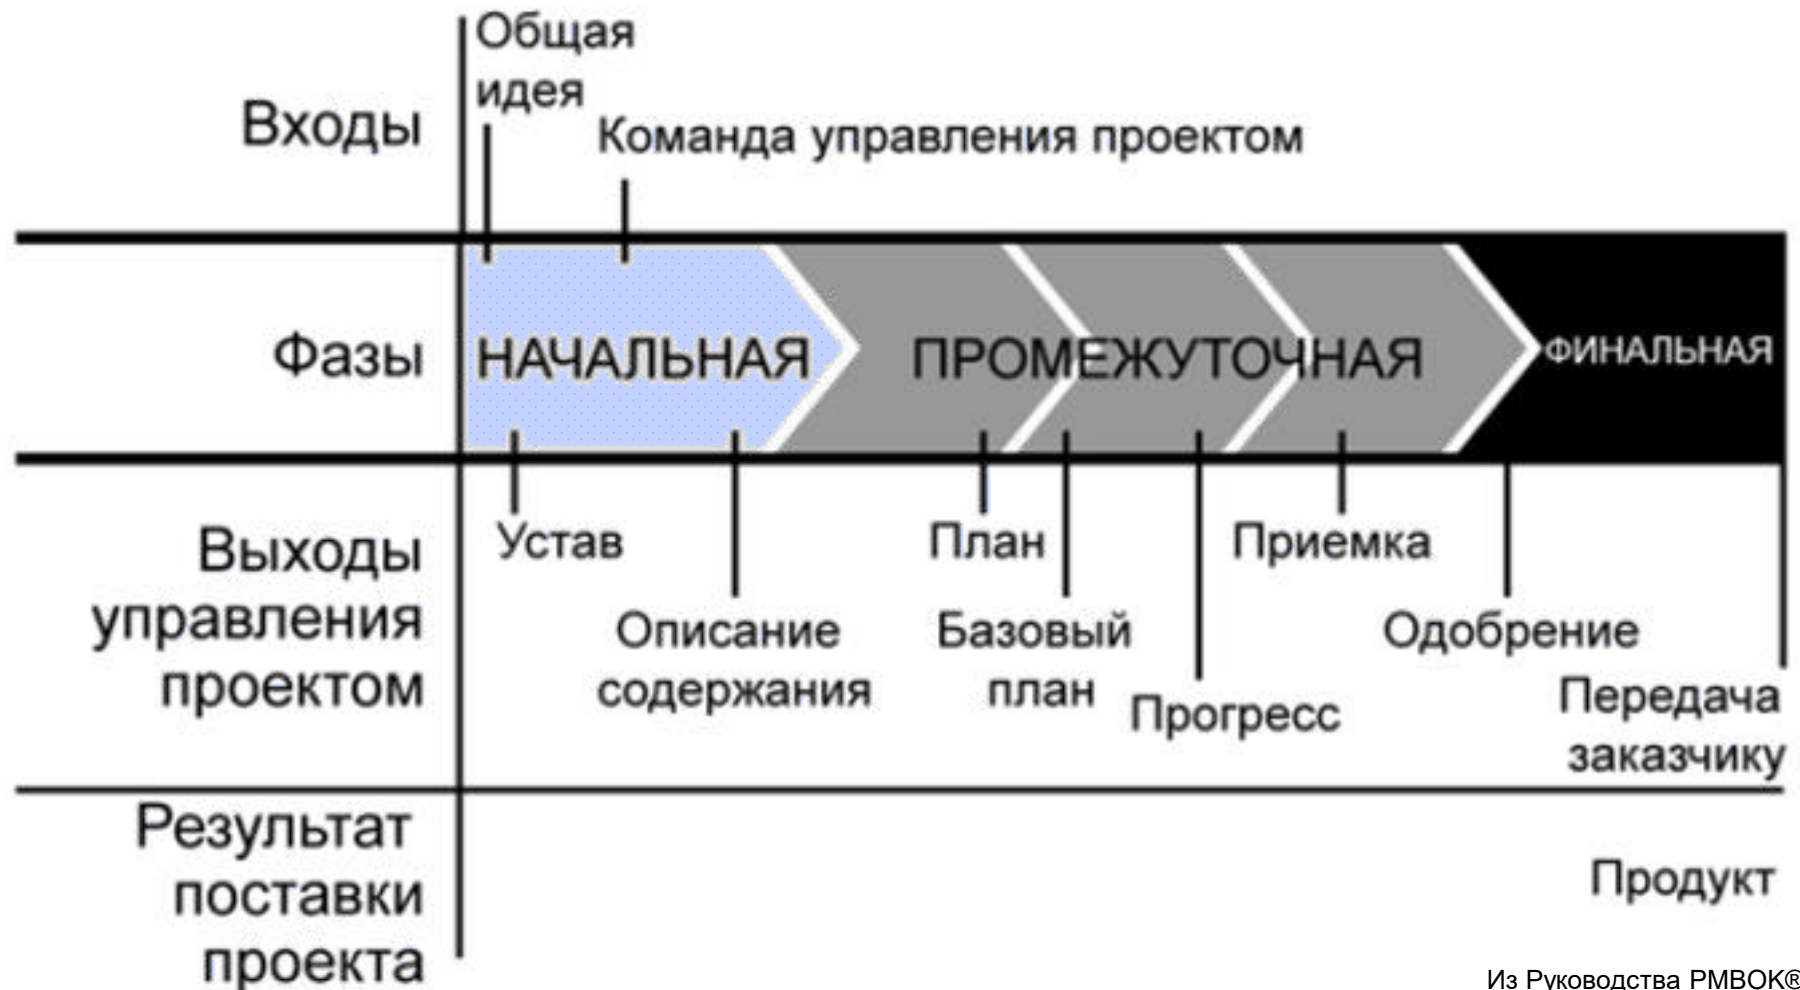 Общая
идея
Входы
Команда управления проектом
Фазы
НАЧАЛЬНАЯ
ПРОМЕЖУТОЧНАЯ
ФИНАЛЬНАЯ
Выходы
управления
проектом
Устав
План
Приемка
Описание
содержания
Базовый
план
Прогресс
Одобрение
Передача
заказчику
Результат
поставки
проекта
Продукт
Из Руководства PMBOK®